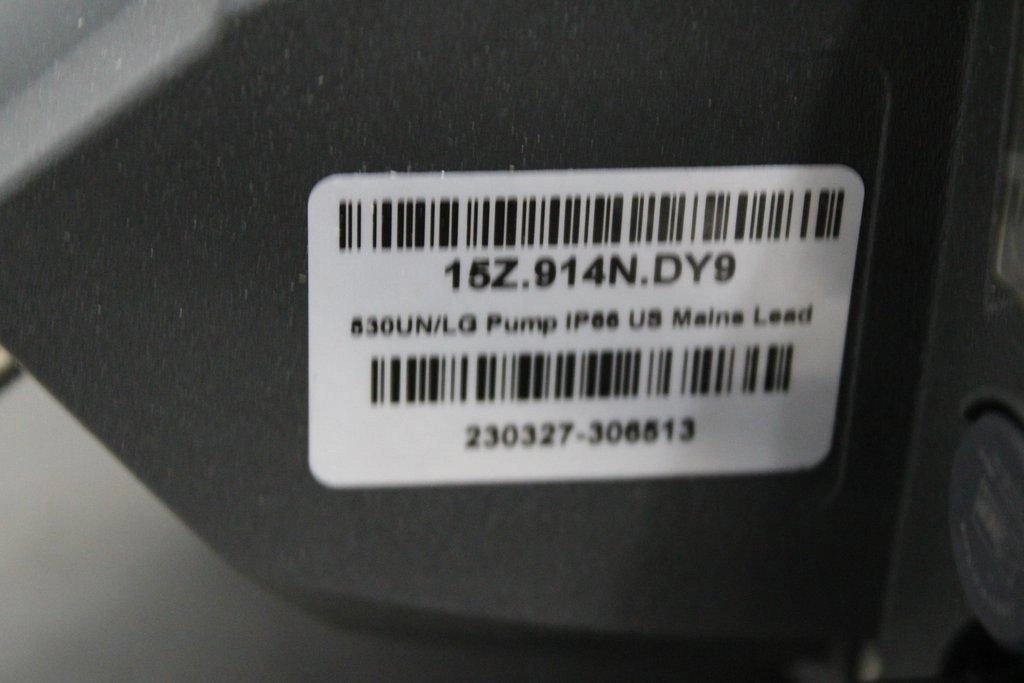 15Z.914N.DY9
530UN/LG Pump IP66 US Mains Lead
230327-306513